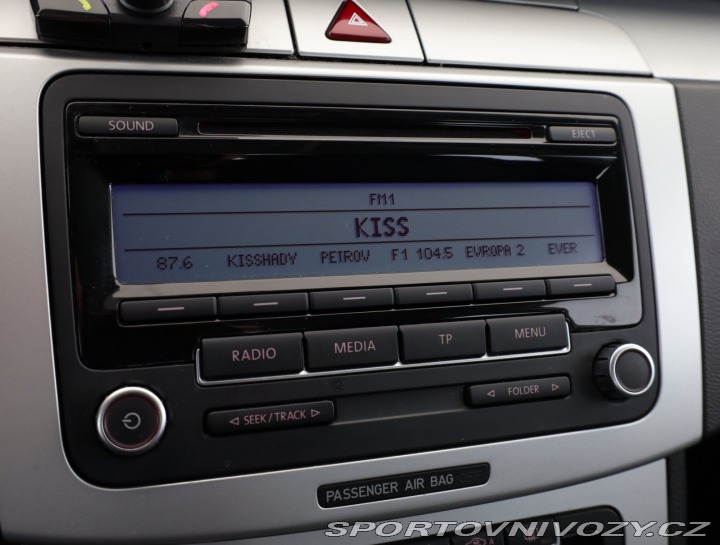 SOUND
EJECT
FM1
KISS
87.6 KISSHADY PETROV F1 104.5 EVROPA 2 EVER
RADIO MEDIA TP MENU
SEEK/TRACK
FOLDER
PASSENGER AIR BAG
SPORTOVNIVOZY.CZ